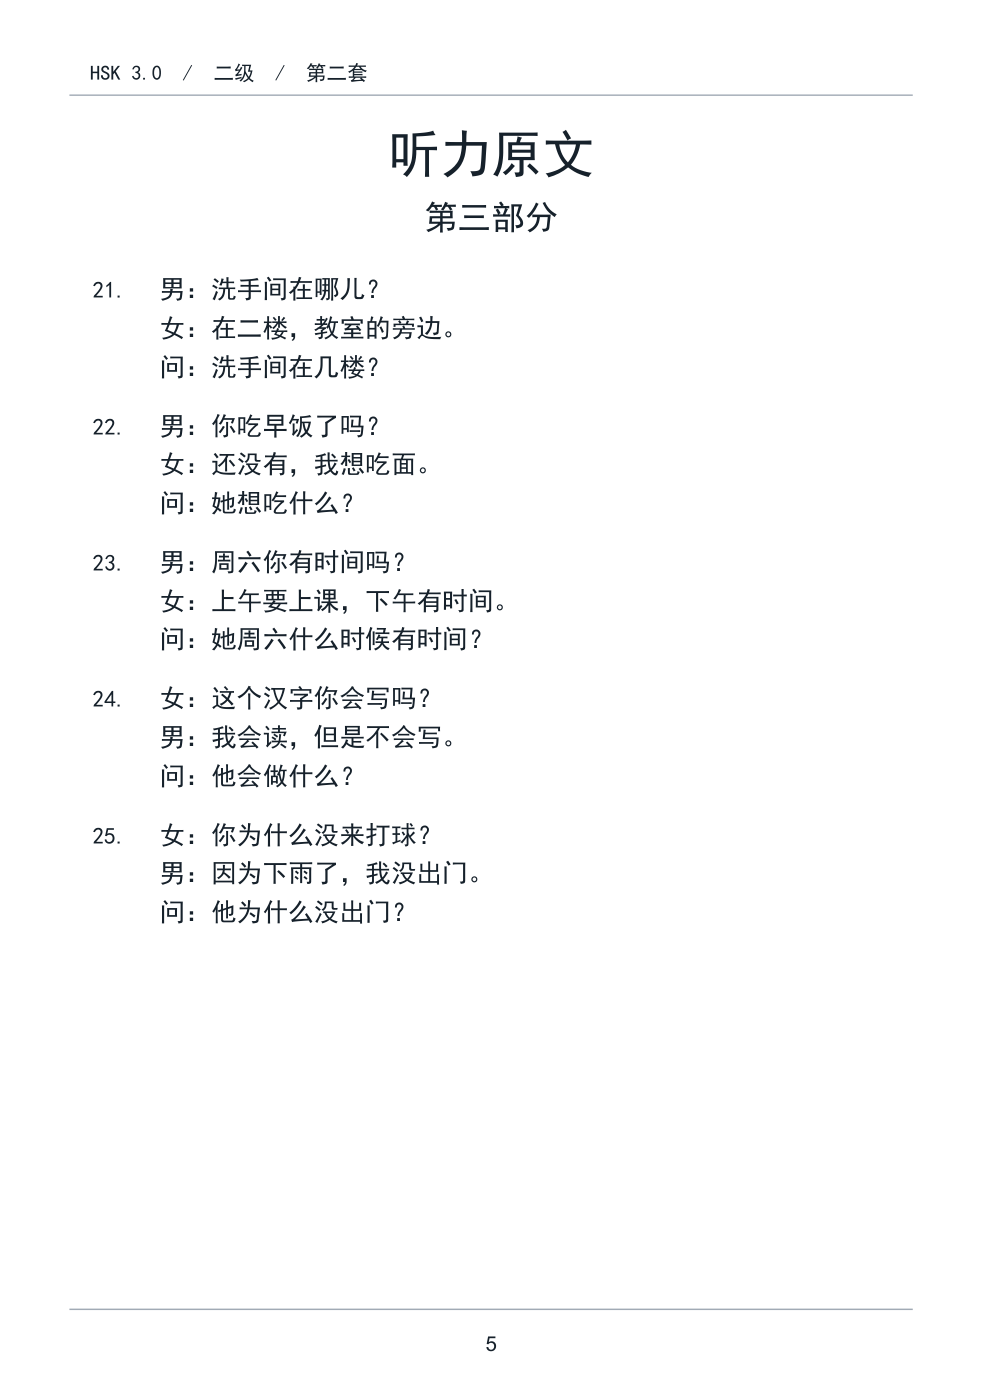 HSK 3.0 / 二级 / 第二套
听力原文
第三部分
21. 男：洗手间在哪儿？
女：在二楼，教室的旁边。
问：洗手间在几楼？
22. 男：你吃早饭了吗？
女：还没有，我想吃面。
问：她想吃什么？
23. 男：周六你有时间吗？
女：上午要上课，下午有时间。
问：她周六什么时候有时间？
24. 女：这个汉字你会写吗？
男：我会读，但是不会写。
问：他会做什么？
25. 女：你为什么没来打球？
男：因为下雨了，我没出门。
问：他为什么没出门？
5